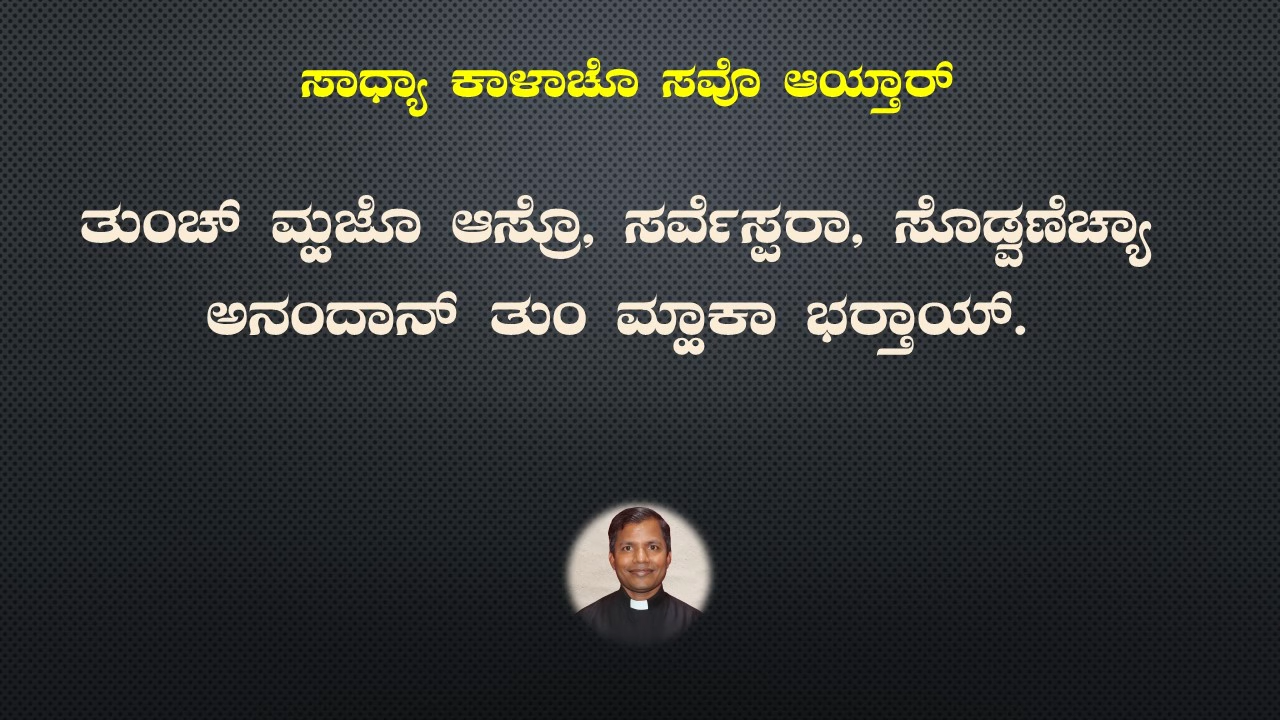 ಸಾಧ್ಯಾ ಕಾಳಾಚೊ ಸವೊ ಆಯ್ತಾರ್
ತುಂಚ್ ಮ್ಹಜೊ ಆಸ್ರೊ, ಸರ್ವೆಸ್ಪರಾ, ಸೊಡ್ವಣೆಚ್ಯಾ
ಅನಂದಾನ್ ತುಂ ಮ್ಹಾಕಾ ಭರ‍್ತಾಯ್.